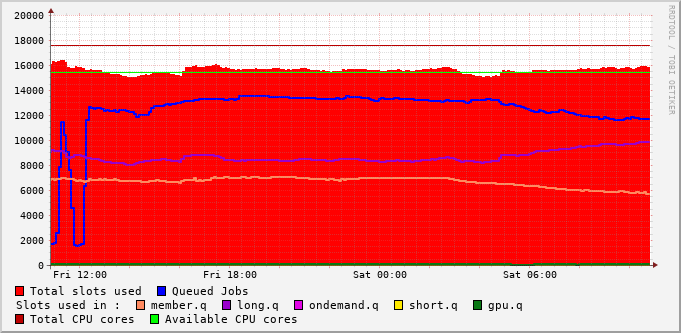 20000
18000
16000
14000
12000
10000
8000
6000
4000
2000
0
Fri 12:00 Fri 18:00 Sat 00:00 Sat 06:00
RRDTOOL / TOBI OETIKER
Total slots used Queued Jobs
Slots used in : member.q long.q ondemand.q short.q gpu.q
Total CPU cores Available CPU cores